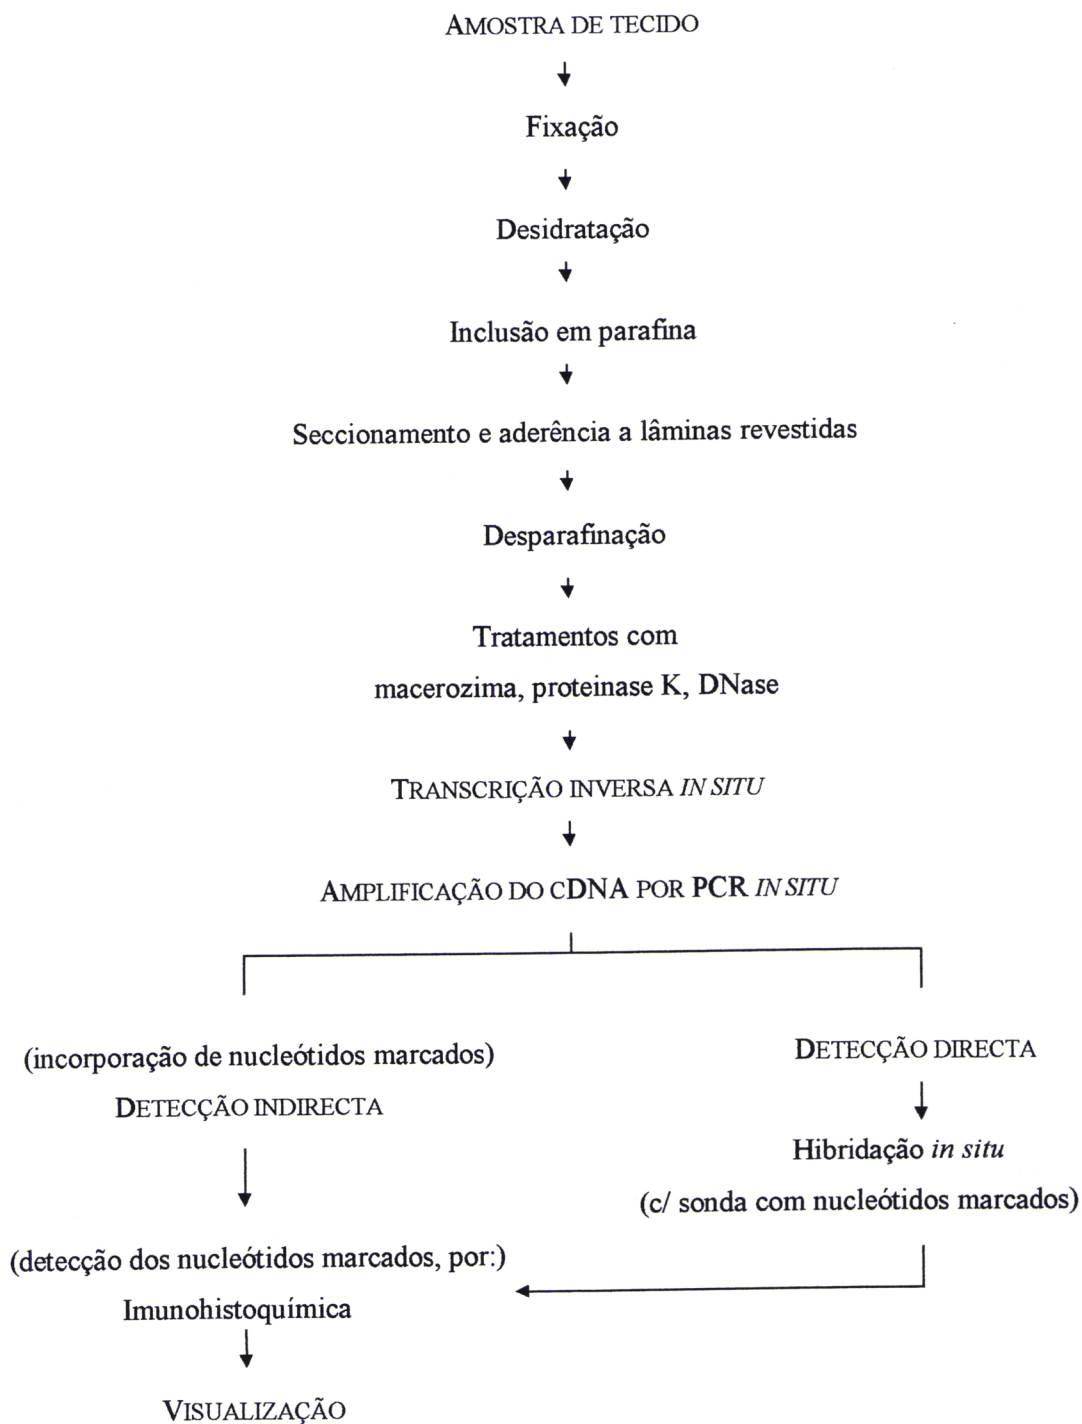 AMOSTRA DE TECIDO
Fixação
Desidratação
Inclusão em parafina
Seccionamento e aderência a lâminas revestidas
Desparafinação
Tratamentos com
macerozima, proteinase K, DNase
TRANSCRIÇÃO INVERSA IN SITU
AMPLIFICAÇÃO DO CDNA POR PCR IN SITU
(incorporação de nucleótidos marcados)
DETECÇÃO INDIRECTA
(detecção dos nucleótidos marcados, por:)
Imunohistoquímica
VISUALIZAÇÃO
DETECÇÃO DIRECTA
Hibridação in situ
(c/ sonda com nucleótidos marcados)